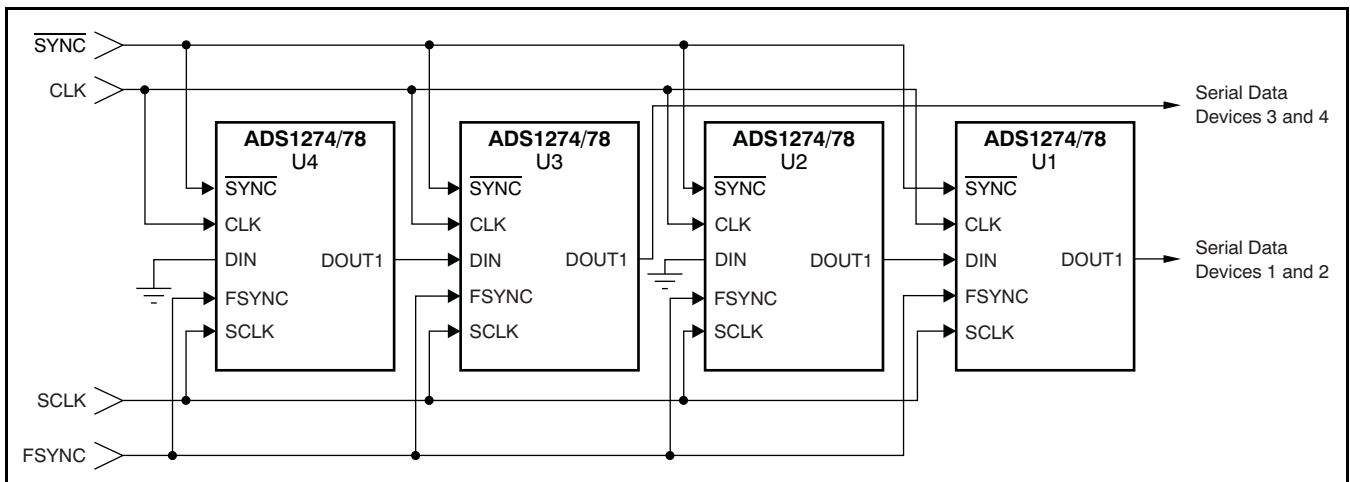 SYNC
CLK
Serial Data
Devices 3 and 4
ADS1274/78
U4
SYNC
CLK
DIN
DOUT1
FSYNC
SCLK
ADS1274/78
U3
SYNC
CLK
DIN
DOUT1
FSYNC
SCLK
ADS1274/78
U2
SYNC
CLK
DIN
DOUT1
FSYNC
SCLK
ADS1274/78
U1
SYNC
CLK
DIN
DOUT1
FSYNC
SCLK
Serial Data
Devices 1 and 2
SCLK
FSYNC